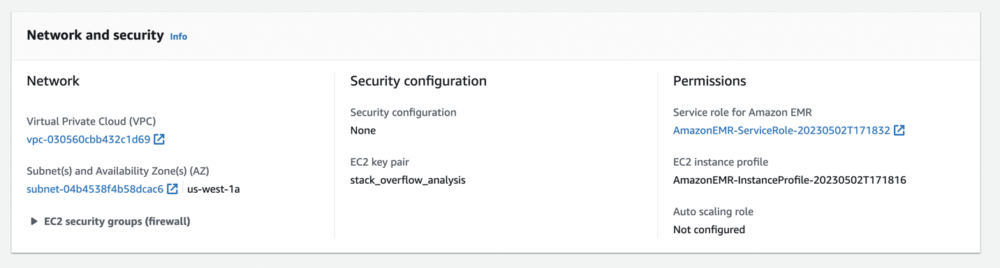 Network and security Info
Network
Virtual Private Cloud (VPC)
vpc-030560cbb432c1d69
Subnet(s) and Availability Zone(s) (AZ)
subnet-04b4538f4b58dcac6 | us-west-1a
EC2 security groups (firewall)
Security configuration
Security configuration
None
EC2 key pair
stack_overflow_analysis
Permissions
Service role for Amazon EMR
AmazonEMR-ServiceRole-20230502T171832
EC2 instance profile
AmazonEMR-InstanceProfile-20230502T171816
Auto scaling role
Not configured